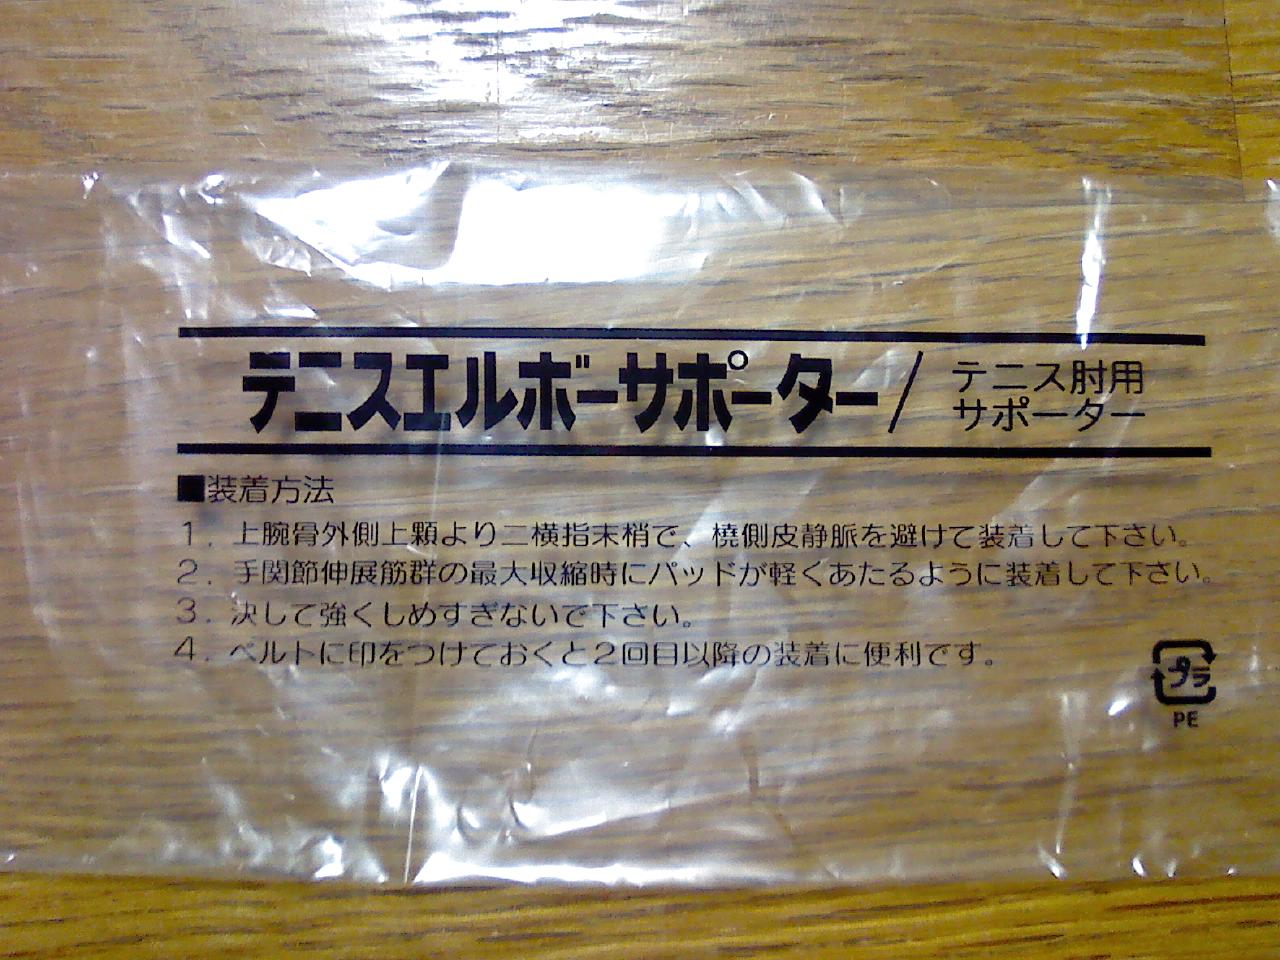 テニスエルボーサポーター/テニス肘用サポーター
■装着方法
1. 上腕骨外側上顆より二横指末梢で、橈側皮静脈を避けて装着して下さい。
2. 手関節伸展筋群の最大収縮時にパッドが軽くあたるように装着して下さい。
3. 決して強くしめすぎないで下さい。
4. ベルトに印をつけておくと2回目以降の装着に便利です。
プラ
PE